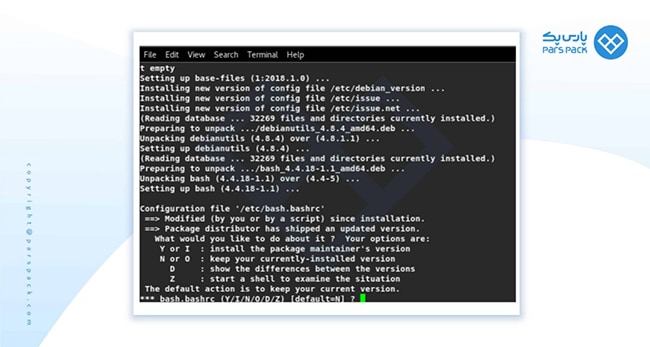 پارس پک
PARS PACK
File Edit View Search Terminal Help
t empty
Setting up base-files (1:2018.1.0) ...
Installing new version of config file /etc/debian_version ...
Installing new version of config file /etc/issue ...
Installing new version of config file /etc/issue.net ...
(Reading database ... 32269 files and directories currently installed.)
Preparing to unpack .../debianutils_4.8.4_amd64.deb ...
Unpacking debianutils (4.8.4) over (4.8.1.1) ...
Setting up debianutils (4.8.4) ...
(Reading database ... 32269 files and directories currently installed.)
Preparing to unpack .../bash_4.4.18-1.1_amd64.deb ...
Unpacking bash (4.4.18-1.1) over (4.4-5) ...
Setting up bash (4.4.18-1.1) ...
Configuration file '/etc/bash.bashrc'
==> Modified (by you or by a script) since installation.
==> Package distributor has shipped an updated version.
What would you like to do about it ? Your options are:
Y or I : install the package maintainer's version
N or O : keep your currently-installed version
D : show the differences between the versions
Z : start a shell to examine the situation
The default action is to keep your current version.
*** bash.bashrc (Y/I/N/O/D/Z) [default=N] ?
copyright@parspack.com